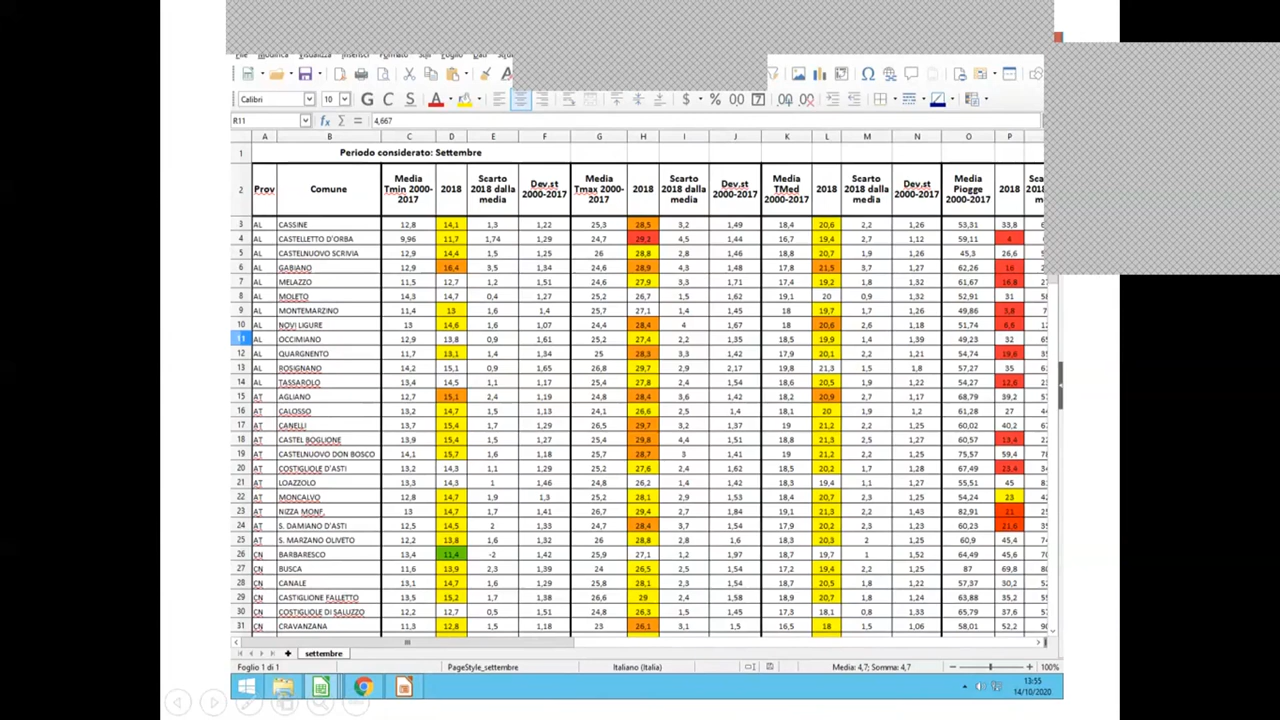 Calibri 10
R11 4,667
A B C D E F G H I J K L M N O P
1 Periodo considerato: Settembre
2 Prov Comune Media Tmin 2000-2017 2018 Scarto 2018 dalla media Dev.st 2000-2017 Media Tmax 2000-2017 2018 Scarto 2018 dalla media Dev.st 2000-2017 Media TMed 2000-2017 2018 Scarto 2018 dalla media Dev.st 2000-2017 Media Piogge 2000-2017 2018
3 AL CASSINE 12,8 14,1 1,3 1,22 25,3 28,5 3,2 1,49 18,4 20,6 2,2 1,26 53,31 33,8
4 AL CASTELLETTO D'ORBA 9,96 11,7 1,74 1,29 24,7 29,2 4,5 1,44 16,7 19,4 2,7 1,12 59,11 4
5 AL CASTELNUOVO SCRIVIA 12,9 14,4 1,5 1,25 26 28,8 2,8 1,46 18,8 20,7 1,9 1,26 45,3 26,6
6 AL GABIANO 12,9 16,4 3,5 1,34 24,6 28,9 4,3 1,48 17,8 21,5 3,7 1,27 62,26 16
7 AL MELAZZO 11,5 12,7 1,2 1,51 24,6 27,9 3,3 1,71 17,4 19,2 1,8 1,32 61,67 16,8
8 AL MOLETO 14,3 14,7 0,4 1,27 25,2 26,7 1,5 1,62 19,1 20 0,9 1,32 52,91 31
9 AL MONTEMARZINO 11,4 13 1,6 1,4 25,7 27,1 1,4 1,45 18 19,7 1,6 1,27 49,86 3,8
10 AL NOVI LIGURE 13 14,6 1,6 1,07 24,4 28,4 4 1,67 18 20,6 2,6 1,18 51,74 6,6
11 AL OCCIMIANO 12,9 13,8 0,9 1,61 25,2 27,4 2,2 1,35 18,5 19,9 1,4 1,39 49,23 32
12 AL QUARGNENTO 11,7 13,1 1,4 1,34 25 28,3 3,3 1,42 17,9 20,1 2,2 1,21 54,74 19,6
13 AL ROSIGNANO 14,2 15,1 0,9 1,65 26,8 29,7 2,9 2,17 19,8 21,3 1,5 1,8 57,27 35
14 AL TASSAROLO 13,4 14,5 1,1 1,17 25,4 27,8 2,4 1,54 18,6 20,5 1,9 1,22 54,27 12,6
15 AT AGLIANO 12,7 15,1 2,4 1,19 24,8 28,4 3,6 1,42 18,2 20,9 2,7 1,17 68,79 39,2
16 AT CALOSSO 13,2 14,7 1,5 1,13 24,1 26,6 2,5 1,4 18,1 20 1,9 1,2 61,28 27
17 AT CANELLI 13,9 15,4 1,5 1,29 26,5 29,7 3,2 1,41 19 21,2 2,2 1,25 60,02 40,2
18 AT CASTEL BOGLIONE 13,9 15,4 1,5 1,27 25,4 29,8 4,4 1,51 18,8 21,3 2,5 1,27 60,57 13,4
19 AT CASTELNUOVO DON BOSCO 14,1 15,7 1,6 1,18 25,7 28,7 3 1,41 19 21,2 2,2 1,25 75,57 59,4
20 AT COSTIGLIOLE D'ASTI 13,2 14,3 1,1 1,29 25,2 27,6 2,4 1,62 18,5 20,2 1,7 1,28 67,49 23,4
21 AT LOAZZOLO 13,3 14,3 1 1,46 24,8 26,2 1,4 1,42 18,3 19,4 1,1 1,27 55,51 45
22 AT MONCALVO 12,8 14,7 1,9 1,3 25,2 28,1 2,9 1,53 18,4 20,7 2,3 1,25 54,24 23
23 AT NIZZA MONF. 13 14,7 1,7 1,41 26,7 29,4 2,7 1,84 19,1 21,3 2,2 1,43 82,91 21
24 AT S. DAMIANO D'ASTI 12,5 14,5 2 1,33 24,7 28,4 3,7 1,54 17,9 20,2 2,3 1,23 60,23 21,6
25 AT S. MARZANO OLIVETO 12,2 13,8 1,6 1,32 26 28,8 2,8 1,6 18,3 20,3 2 1,25 60,9 45,4
26 CN BARBARESCO 13,4 11,4 -2 1,42 25,9 27,1 1,2 1,97 18,7 19,7 1 1,52 64,49 45,6
27 CN BUSCA 11,6 13,9 2,3 1,39 24 26,5 2,5 1,54 17,2 19,4 2,2 1,31 67 69,8
28 CN CANALE 13,1 14,7 1,6 1,29 25,8 28,1 2,3 1,54 18,7 20,5 1,8 1,22 57,37 30,2
29 CN CASTIGLIONE FALLETTO 13,5 15,2 1,7 1,38 26,6 29 2,4 1,58 18,9 20,7 1,8 1,24 63,88 35,2
30 CN COSTIGLIOLE DI SALUZZO 12,2 12,7 0,5 1,51 24,8 26,3 1,5 1,45 17,3 18,1 0,8 1,33 65,79 37,6
31 CN CRAVANZANA 11,3 12,8 1,5 1,18 23 26,1 3,1 1,5 16,5 18 1,5 1,06 58,01 52,2
settembre
Foglio 1 di 1 PageStyle_settembre Italiano (Italia) Media: 4,7; Somma: 4,7 100%
13:55
14/10/2020